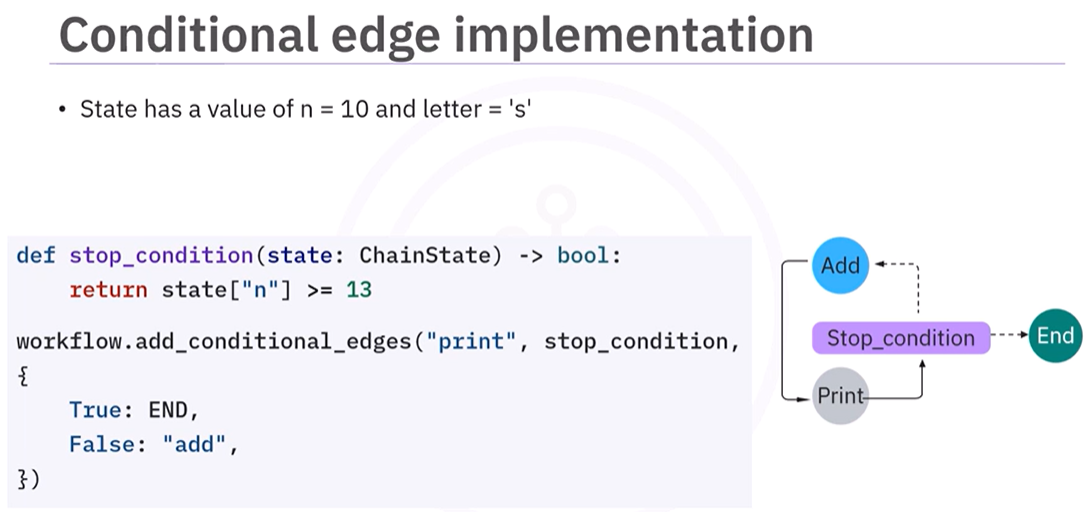 Conditional edge implementation
• State has a value of n = 10 and letter = 's'
def stop_condition(state: ChainState) -> bool:
    return state["n"] >= 13
workflow.add_conditional_edges("print", stop_condition,
{
    True: END,
    False: "add",
})
Add
Stop_condition
End
Print